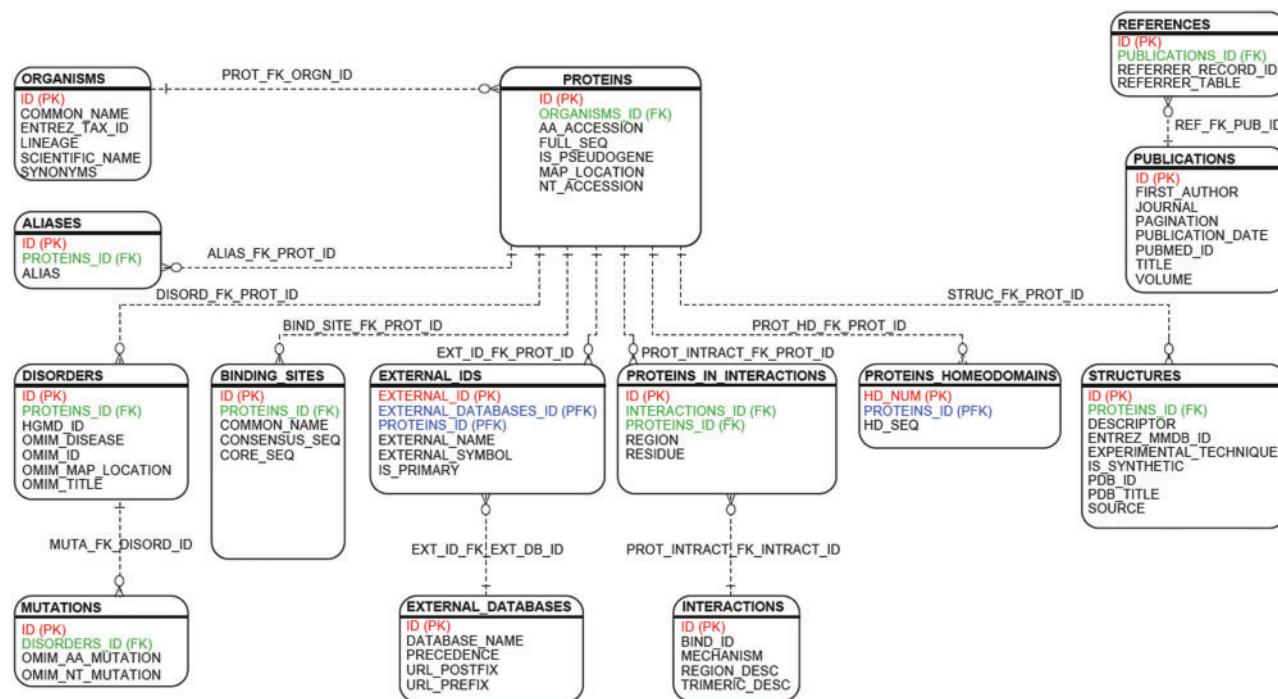 REFERENCES
ID (PK)
PUBLICATIONS_ID (FK)
REFERRER_RECORD_ID
REFERRER_TABLE
ORGANISMS
ID (PK)
COMMON_NAME
ENTREZ_TAX_ID
LINEAGE
SCIENTIFIC_NAME
SYNONYMS
PROT_FK_ORGN_ID
PROTEINS
ID (PK)
ORGANISMS_ID (FK)
AA_ACCESSION
FULL_SEQ
IS_PSEUDOGENE
MAP_LOCATION
NT_ACCESSION
REF_FK_PUB_ID
PUBLICATIONS
ID (PK)
FIRST_AUTHOR
JOURNAL
PAGINATION
PUBLICATION_DATE
PUBMED_ID
TITLE
VOLUME
ALIASES
ID (PK)
PROTEINS_ID (FK)
ALIAS
ALIAS_FK_PROT_ID
DISORD_FK_PROT_ID
STRUC_FK_PROT_ID
BIND_SITE_FK_PROT_ID
PROT_HD_FK_PROT_ID
EXT_ID_FK_PROT_ID
PROT_INTRACT_FK_PROT_ID
DISORDERS
ID (PK)
PROTEINS_ID (FK)
HGMD_ID
OMIM_DISEASE
OMIM_ID
OMIM_MAP_LOCATION
OMIM_TITLE
BINDING_SITES
ID (PK)
PROTEINS_ID (FK)
COMMON_NAME
CONSENSUS_SEQ
CORE_SEQ
EXTERNAL_IDS
EXTERNAL_ID (PK)
EXTERNAL_DATABASES_ID (PFK)
PROTEINS_ID (PFK)
EXTERNAL_NAME
EXTERNAL_SYMBOL
IS_PRIMARY
PROTEINS_IN_INTERACTIONS
ID (PK)
INTERACTIONS_ID (FK)
PROTEINS_ID (FK)
REGION
RESIDUE
PROTEINS_HOMEODOMAINS
HD_NUM (PK)
PROTEINS_ID (PFK)
HD_SEQ
STRUCTURES
ID (PK)
PROTEINS_ID (FK)
DESCRIPTOR
ENTREZ_MMDB_ID
EXPERIMENTAL_TECHNIQUE
IS_SYNTHETIC
PDB_ID
PDB_TITLE
SOURCE
MUTA_FK_DISORD_ID
EXT_ID_FK_EXT_DB_ID
PROT_INTRACT_FK_INTRACT_ID
MUTATIONS
ID (PK)
DISORDERS_ID (FK)
OMIM_AA_MUTATION
OMIM_NT_MUTATION
EXTERNAL_DATABASES
ID (PK)
DATABASE_NAME
PRECEDENCE
URL_POSTFIX
URL_PREFIX
INTERACTIONS
ID (PK)
BIND_ID
MECHANISM
REGION_DESC
TRIMERIC_DESC